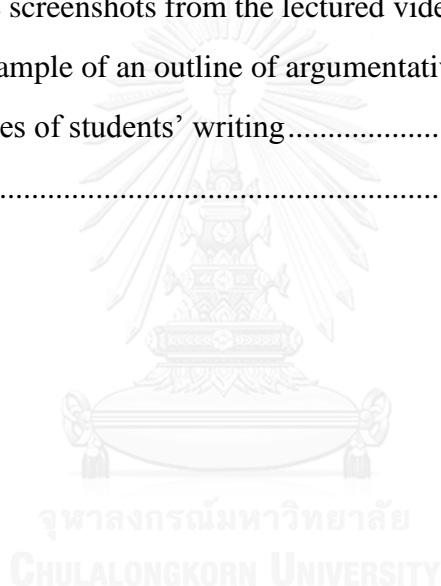 screenshots from the lectured vide
ample of an outline of argumentativ
es of students' writing....................
................................................................................
จุฬาลงกรณ์มหาวิทยาลัย
CHULALONGKORN UNIVERSITY